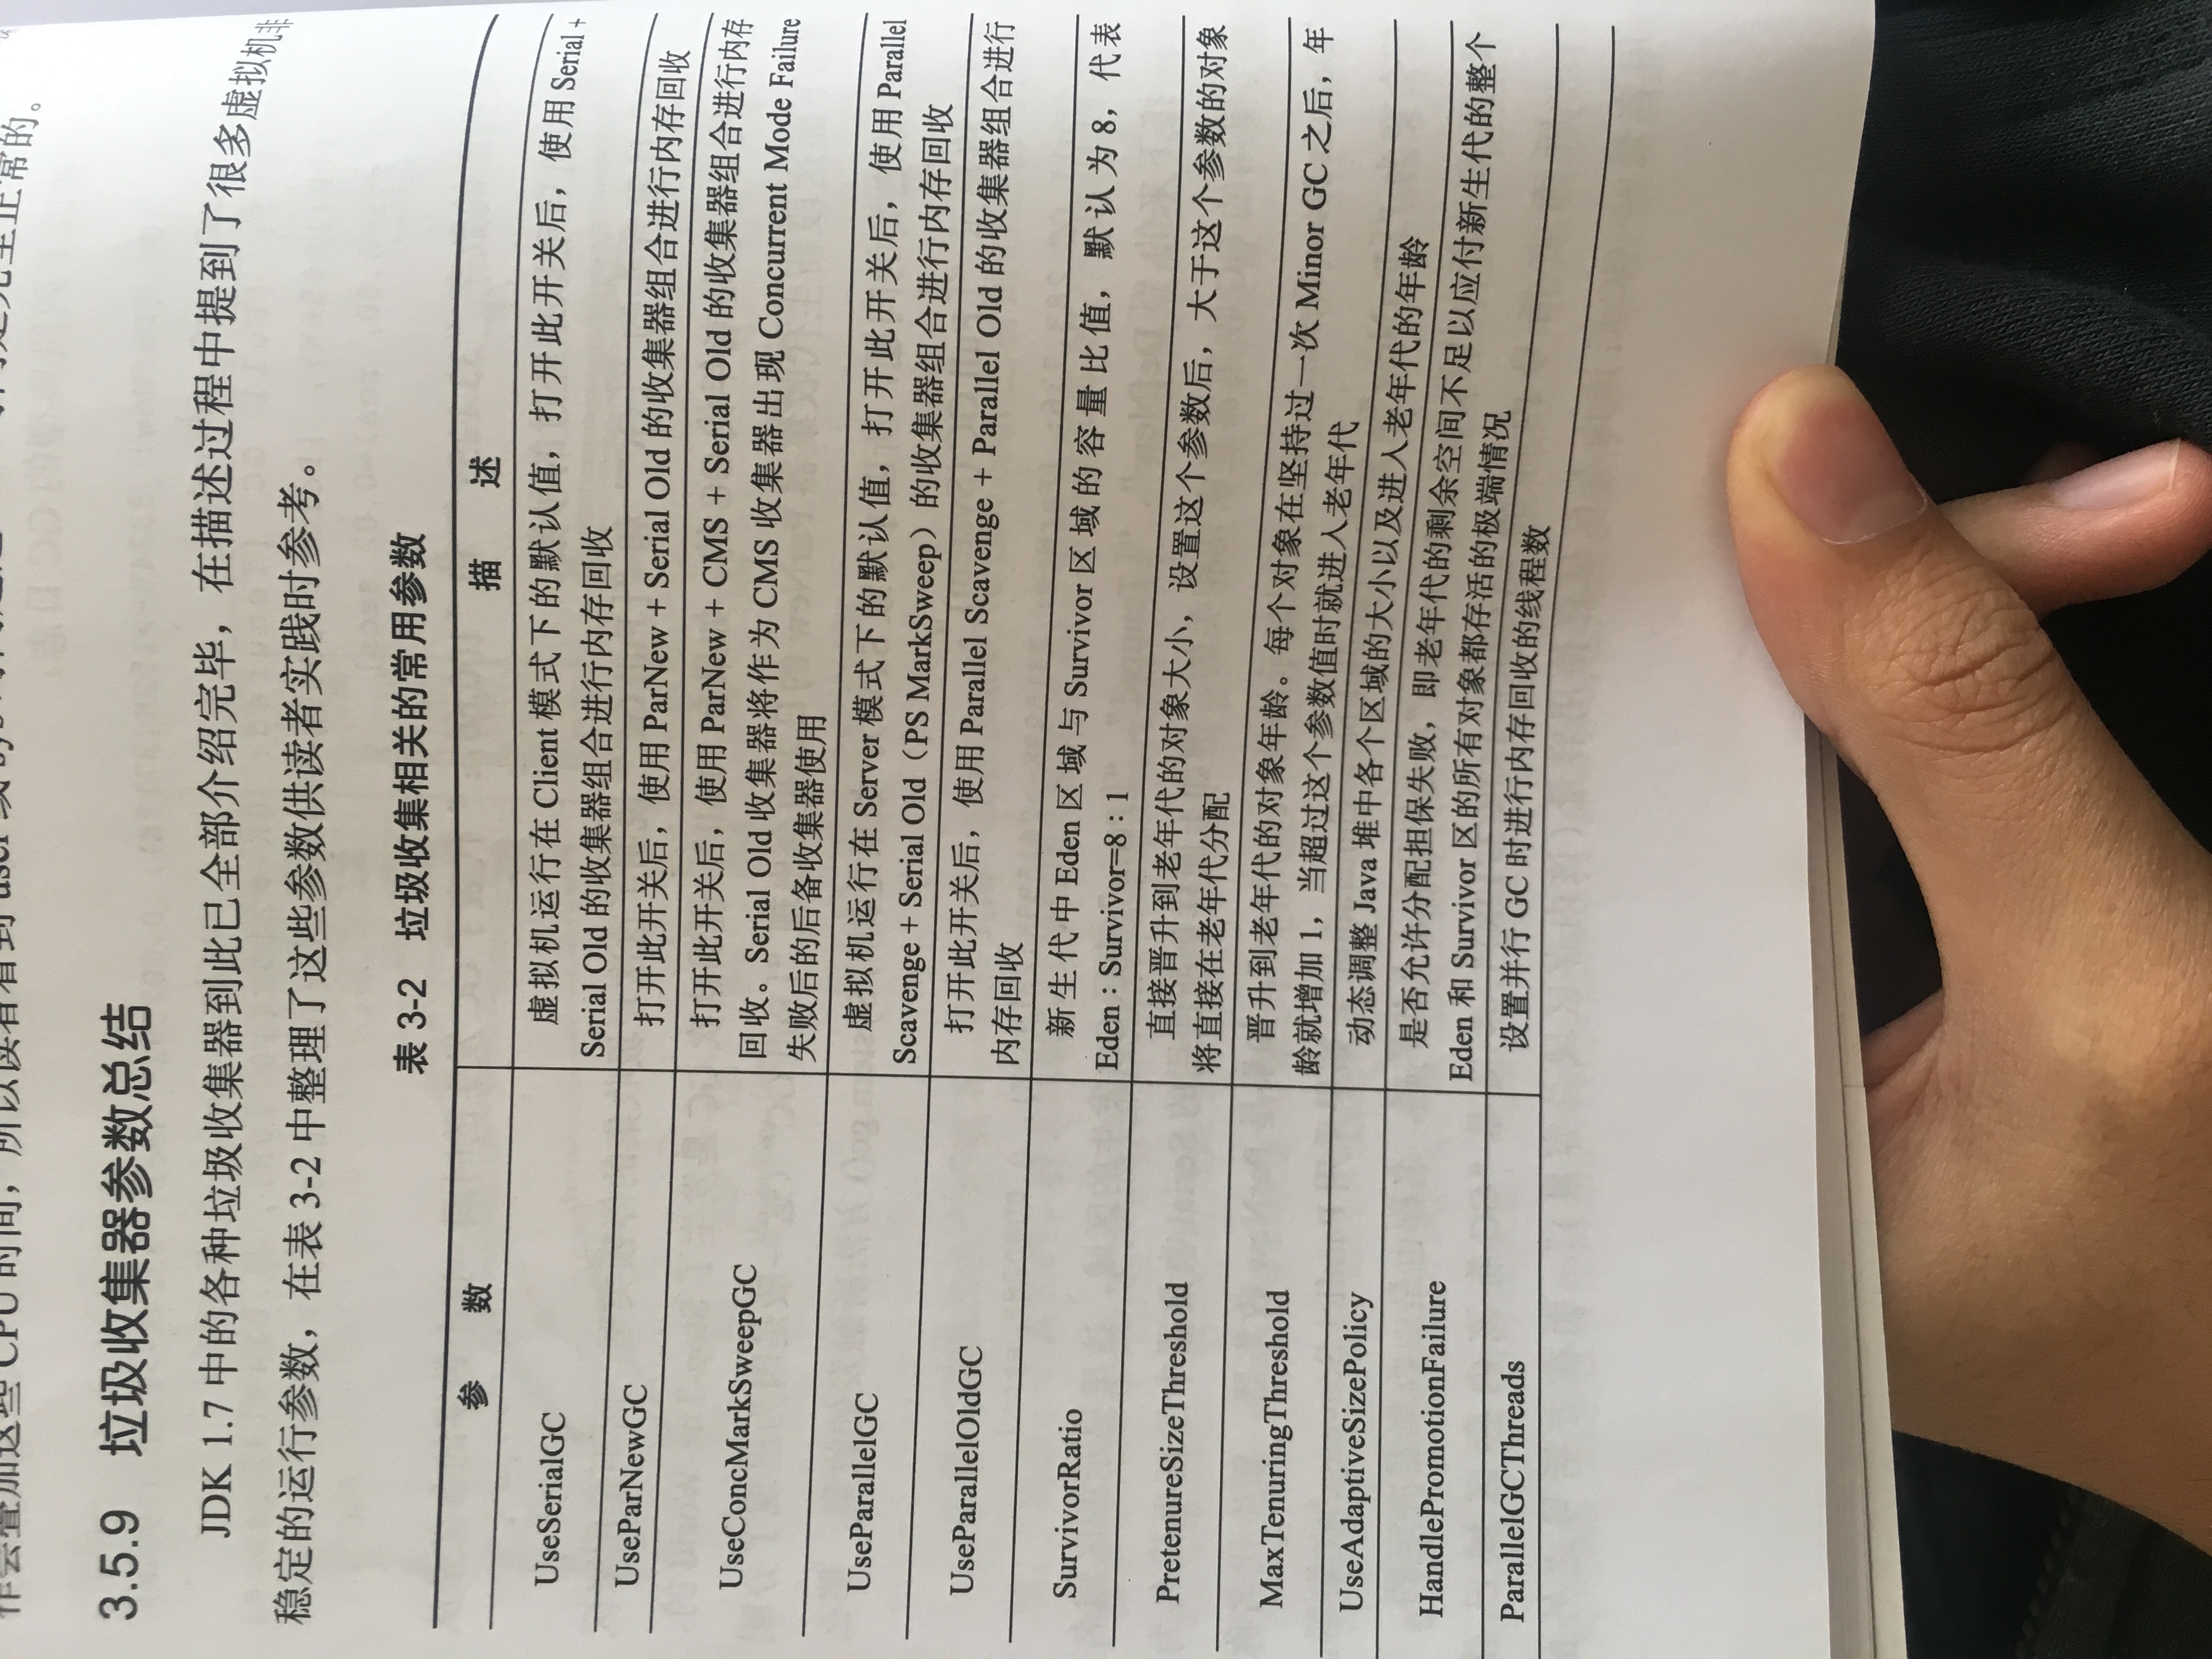 作会叠加这些 CPU 时间，所以读者看到 user 或 sys 时间超过 完全正常的。
3.5.9 垃圾收集器参数总结
JDK 1.7 中的各种垃圾收集器到此已全部介绍完毕，在描述过程中提到了很多虚拟机非
稳定的运行参数，在表 3-2 中整理了这些参数供读者实践时参考。
表 3-2 垃圾收集相关的常用参数
参 数 描 述
UseSerialGC
虚拟机运行在 Client 模式下的默认值，打开此开关后，使用 Serial +
Serial Old 的收集器组合进行内存回收
UseParNewGC
打开此开关后，使用 ParNew + Serial Old 的收集器组合进行内存回收
UseConcMarkSweepGC
打开此开关后，使用 ParNew + CMS + Serial Old 的收集器组合进行内存
回收。Serial Old 收集器将作为 CMS 收集器出现 Concurrent Mode Failure
失败后的后备收集器使用
UseParallelGC
虚拟机运行在 Server 模式下的默认值，打开此开关后，使用 Parallel
Scavenge + Serial Old（PS MarkSweep）的收集器组合进行内存回收
UseParallelOldGC
打开此开关后，使用 Parallel Scavenge + Parallel Old 的收集器组合进行
内存回收
SurvivorRatio
新生代中 Eden 区域与 Survivor 区域的容量比值，默认为 8，代表
Eden：Survivor=8：1
PretenureSizeThreshold
直接晋升到老年代的对象大小，设置这个参数后，大于这个参数的对象
将直接在老年代分配
MaxTenuringThreshold
晋升到老年代的对象年龄。每个对象在坚持过一次 Minor GC 之后，年
龄就增加 1，当超过这个参数值时就进入老年代
UseAdaptiveSizePolicy
动态调整 Java 堆中各个区域的大小以及进入老年代的年龄
HandlePromotionFailure
是否允许分配担保失败，即老年代的剩余空间不足以应付新生代的整个
Eden 和 Survivor 区的所有对象都存活的极端情况
ParallelGCThreads
设置并行 GC 时进行内存回收的线程数